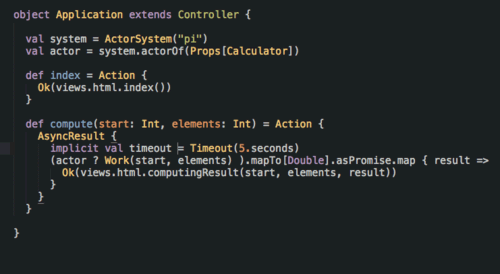 object Application extends Controller {
val system = ActorSystem("pi")
val actor = system.actorOf(Props[Calculator])
def index = Action {
Ok(views.html.index())
}
def compute(start: Int, elements: Int) = Action {
AsyncResult {
implicit val timeout = Timeout(5.seconds)
(actor ? Work(start, elements) ).mapTo[Double].asPromise.map { result =>
Ok(views.html.computingResult(start, elements, result))
}
}
}
}